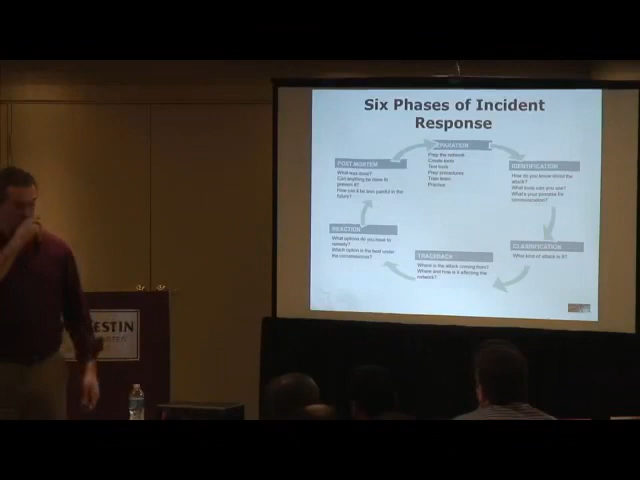 Six Phases of Incident
Response
PREPARATION
Prep the network
Create tools
Test tools
Prep procedures
Train team
Practice
IDENTIFICATION
How do you know about the
attack?
What tools can you use?
What's your process for
communication?
CLASSIFICATION
What kind of attack is it?
TRACEBACK
Where is the attack coming from?
Where and how is it affecting the
network?
REACTION
What options do you have to
remedy?
Which option is the best under
the circumstances?
POST MORTEM
What was done?
Can anything be done to
prevent it?
How can it be less painful in the
future?
ESTIN